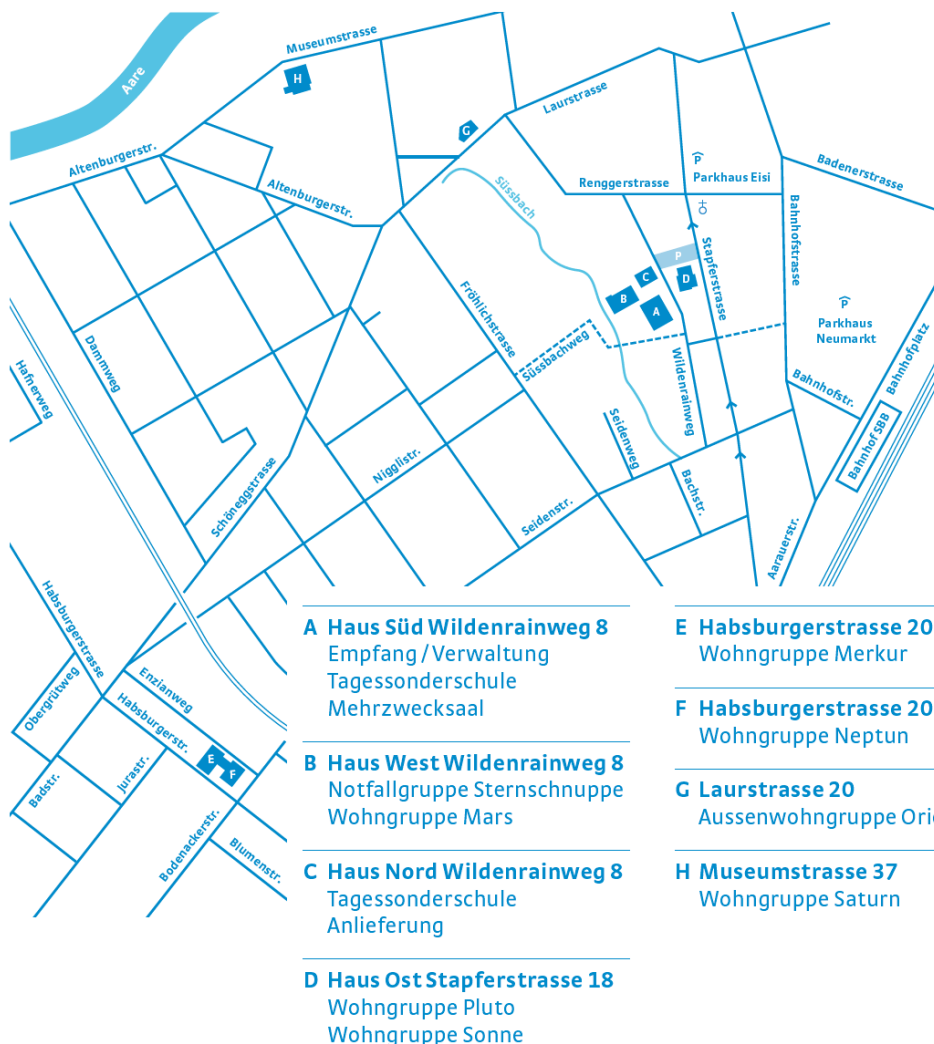 Museumstrasse
Aare
H
Laurstrasse
G
Altenburgerstr.
P
Parkhaus Eisi
Badenerstrasse
Süssbach
Renggerstrasse
Altenburgerstr.
Bahnhofstrasse
Stapferstrasse
P
C
D
B
A
Fröhlichstrasse
P
Parkhaus
Neumarkt
Bahnhofplatz
Süssbachweg
Wildenrainweg
Dammweg
Hafnerweg
Bahnhofstr.
Bahnhof SBB
Seidenweg
Nigglistr.
Schöneggstrasse
Bachstr.
Seidenstr.
Aarauerstr.
Habsburgerstrasse
Obergrütweg
Enzianweg
Habsburgerstr.
E
F
Badstr.
Jurastr.
Bodenackerstr.
Blumenstr.
A Haus Süd Wildenrainweg 8
Empfang / Verwaltung
Tagessonderschule
Mehrzwecksaal
B Haus West Wildenrainweg 8
Notfallgruppe Sternschnuppe
Wohngruppe Mars
C Haus Nord Wildenrainweg 8
Tagessonderschule
Anlieferung
D Haus Ost Stapferstrasse 18
Wohngruppe Pluto
Wohngruppe Sonne
E Habsburgerstrasse 20
Wohngruppe Merkur
F Habsburgerstrasse 20
Wohngruppe Neptun
G Laurstrasse 20
Aussenwohngruppe
H Museumstrasse 37
Wohngruppe Saturn